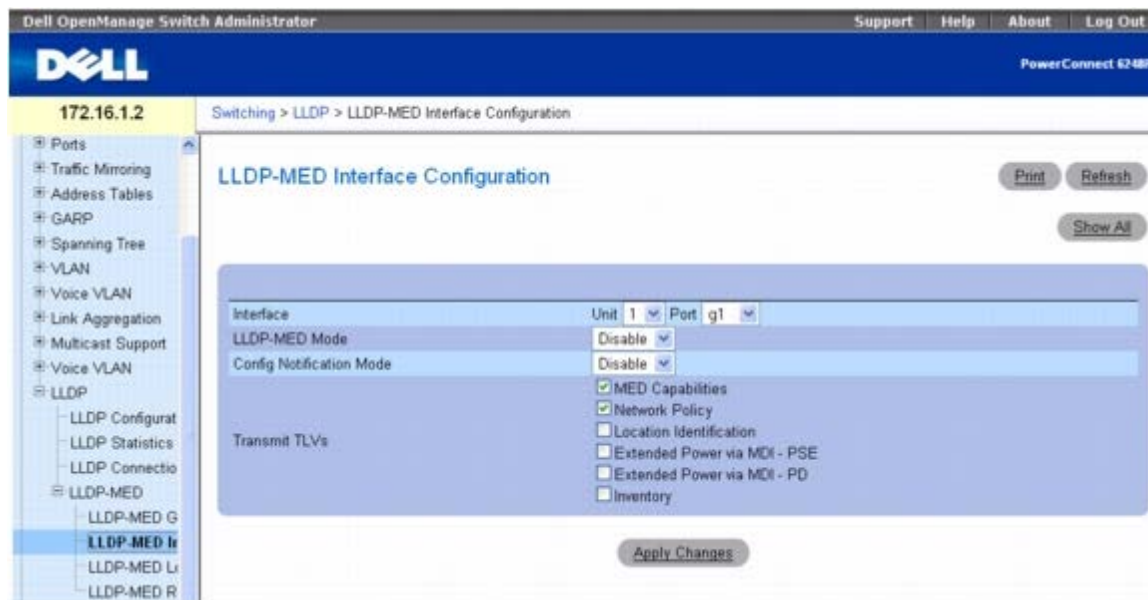 Dell OpenManage Switch Administrator
Support Help About Log Out
DELL
PowerConnect 6248P
172.16.1.2
Switching > LLDP > LLDP-MED Interface Configuration
Ports
Traffic Mirroring
Address Tables
GARP
Spanning Tree
VLAN
Voice VLAN
Link Aggregation
Multicast Support
Voice VLAN
LLDP
LLDP Configurat
LLDP Statistics
LLDP Connectio
LLDP-MED
LLDP-MED G
LLDP-MED In
LLDP-MED Lo
LLDP-MED R
LLDP-MED Interface Configuration
Print Refresh
Show All
Interface Unit 1 Port g1
LLDP-MED Mode Disable
Config Notification Mode Disable
Transmit TLVs
MED Capabilities
Network Policy
Location Identification
Extended Power via MDI - PSE
Extended Power via MDI - PD
Inventory
Apply Changes